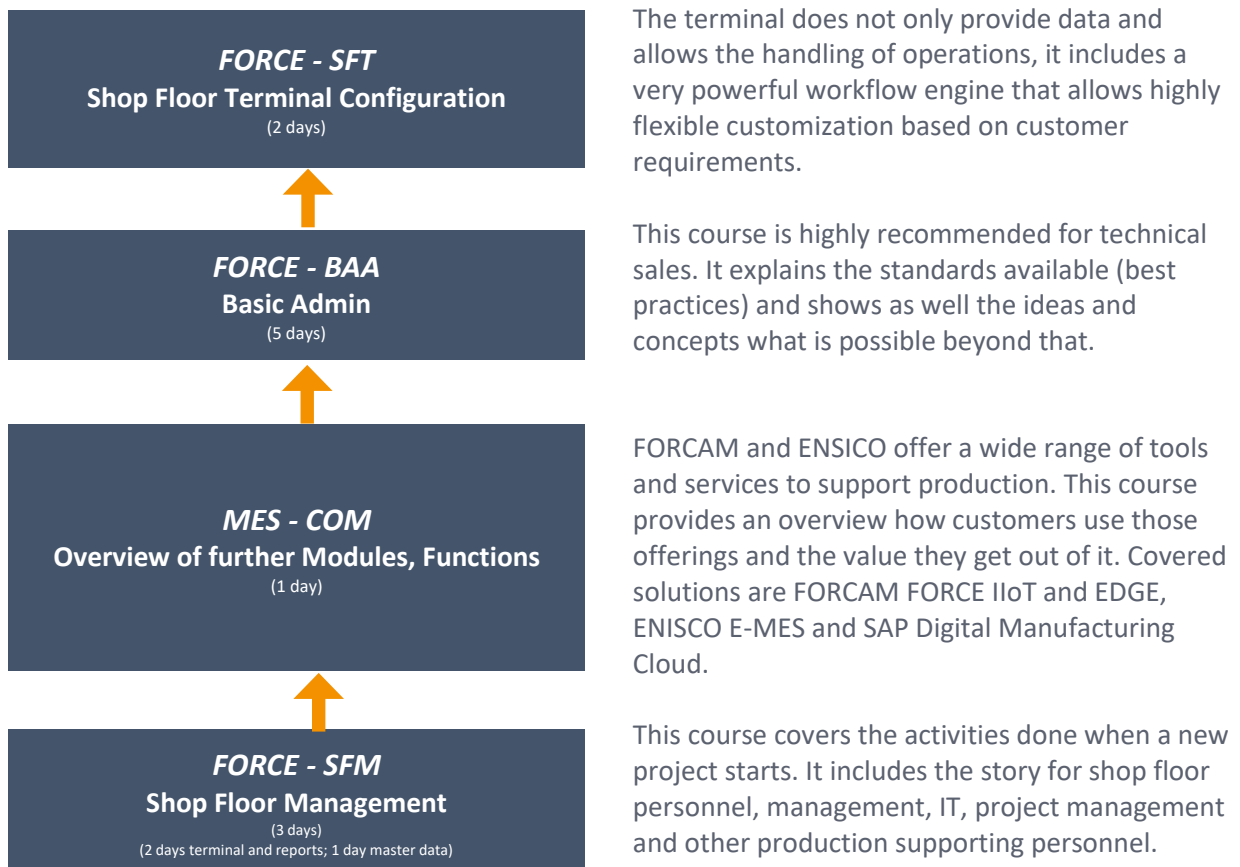 FORCE - SFT
Shop Floor Terminal Configuration
(2 days)
The terminal does not only provide data and
allows the handling of operations, it includes a
very powerful workflow engine that allows highly
flexible customization based on customer
requirements.
FORCE - BAA
Basic Admin
(5 days)
This course is highly recommended for technical
sales. It explains the standards available (best
practices) and shows as well the ideas and
concepts what is possible beyond that.
MES - COM
Overview of further Modules, Functions
(1 day)
FORCAM and ENSICO offer a wide range of tools
and services to support production. This course
provides an overview how customers use those
offerings and the value they get out of it. Covered
solutions are FORCAM FORCE IIoT and EDGE,
ENISCO E-MES and SAP Digital Manufacturing
Cloud.
FORCE - SFM
Shop Floor Management
(3 days)
(2 days terminal and reports; 1 day master data)
This course covers the activities done when a new
project starts. It includes the story for shop floor
personnel, management, IT, project management
and other production supporting personnel.